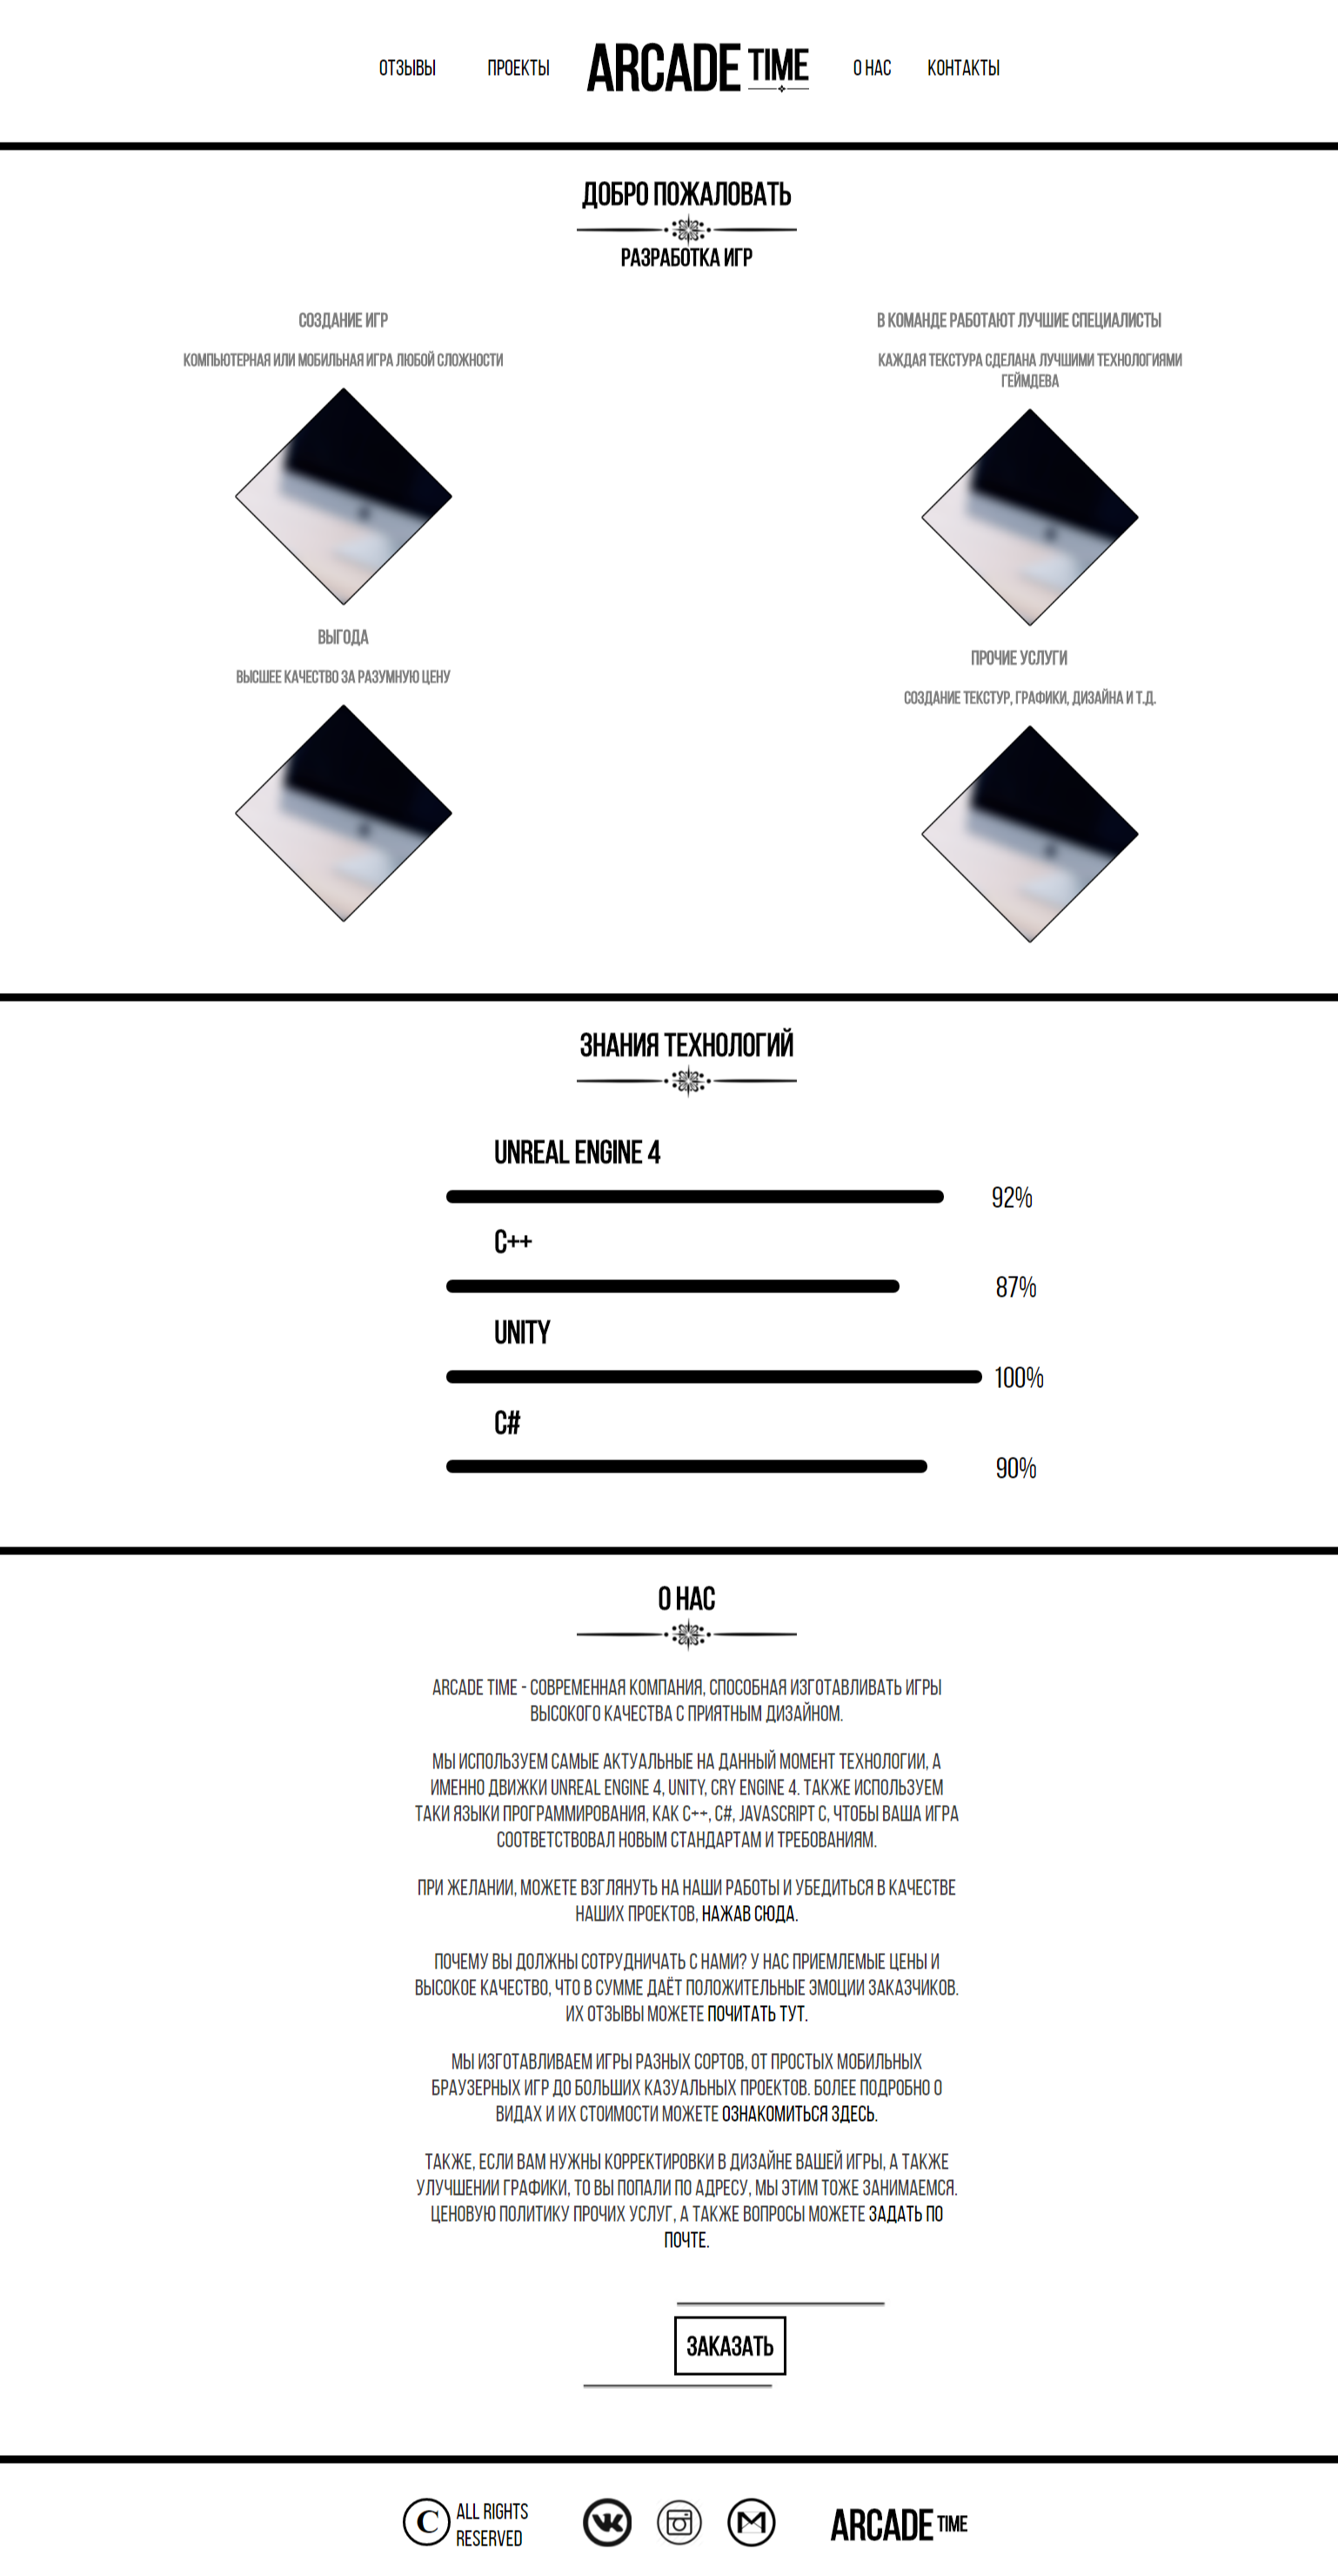 ОТЗЫВЫ ПРОЕКТЫ ARCADE TIME О НАС КОНТАКТЫ
ДОБРО ПОЖАЛОВАТЬ
РАЗРАБОТКА ИГР
СОЗДАНИЕ ИГР
КОМПЬЮТЕРНАЯ ИЛИ МОБИЛЬНАЯ ИГРА ЛЮБОЙ СЛОЖНОСТИ
ВЫГОДА
ВЫСШЕЕ КАЧЕСТВО ЗА РАЗУМНУЮ ЦЕНУ
В КОМАНДЕ РАБОТАЮТ ЛУЧШИЕ СПЕЦИАЛИСТЫ
КАЖДАЯ ТЕКСТУРА СДЕЛАНА ЛУЧШИМИ ТЕХНОЛОГИЯМИ
ГЕЙМДЕВА
ПРОЧИЕ УСЛУГИ
СОЗДАНИЕ ТЕКСТУР, ГРАФИКИ, ДИЗАЙНА И Т.Д.
ЗНАНИЯ ТЕХНОЛОГИЙ
UNREAL ENGINE 4
92%
C++
87%
UNITY
100%
C#
90%
О НАС
ARCADE TIME - СОВРЕМЕННАЯ КОМПАНИЯ, СПОСОБНАЯ ИЗГОТАВЛИВАТЬ ИГРЫ
ВЫСОКОГО КАЧЕСТВА С ПРИЯТНЫМ ДИЗАЙНОМ.
МЫ ИСПОЛЬЗУЕМ САМЫЕ АКТУАЛЬНЫЕ НА ДАННЫЙ МОМЕНТ ТЕХНОЛОГИИ, А
ИМЕННО ДВИЖКИ UNREAL ENGINE 4, UNITY, CRY ENGINE 4. ТАКЖЕ ИСПОЛЬЗУЕМ
ТАКИ ЯЗЫКИ ПРОГРАММИРОВАНИЯ, КАК C++, C#, JAVASCRIPT C, ЧТОБЫ ВАША ИГРА
СООТВЕТСТВОВАЛ НОВЫМ СТАНДАРТАМ И ТРЕБОВАНИЯМ.
ПРИ ЖЕЛАНИИ, МОЖЕТЕ ВЗГЛЯНУТЬ НА НАШИ РАБОТЫ И УБЕДИТЬСЯ В КАЧЕСТВЕ
НАШИХ ПРОЕКТОВ, НАЖАВ СЮДА.
ПОЧЕМУ ВЫ ДОЛЖНЫ СОТРУДНИЧАТЬ С НАМИ? У НАС ПРИЕМЛЕМЫЕ ЦЕНЫ И
ВЫСОКОЕ КАЧЕСТВО, ЧТО В СУММЕ ДАЁТ ПОЛОЖИТЕЛЬНЫЕ ЭМОЦИИ ЗАКАЗЧИКОВ.
ИХ ОТЗЫВЫ МОЖЕТЕ ПОЧИТАТЬ ТУТ.
МЫ ИЗГОТАВЛИВАЕМ ИГРЫ РАЗНЫХ СОРТОВ, ОТ ПРОСТЫХ МОБИЛЬНЫХ
БРАУЗЕРНЫХ ИГР ДО БОЛЬШИХ КАЗУАЛЬНЫХ ПРОЕКТОВ. БОЛЕЕ ПОДРОБНО О
ВИДАХ И ИХ СТОИМОСТИ МОЖЕТЕ ОЗНАКОМИТЬСЯ ЗДЕСЬ.
ТАКЖЕ, ЕСЛИ ВАМ НУЖНЫ КОРРЕКТИРОВКИ В ДИЗАЙНЕ ВАШЕЙ ИГРЫ, А ТАКЖЕ
УЛУЧШЕНИИ ГРАФИКИ, ТО ВЫ ПОПАЛИ ПО АДРЕСУ, МЫ ЭТИМ ТОЖЕ ЗАНИМАЕМСЯ.
ЦЕНОВУЮ ПОЛИТИКУ ПРОЧИХ УСЛУГ, А ТАКЖЕ ВОПРОСЫ МОЖЕТЕ ЗАДАТЬ ПО
ПОЧТЕ.
ЗАКАЗАТЬ
© ALL RIGHTS
RESERVED
ARCADE TIME